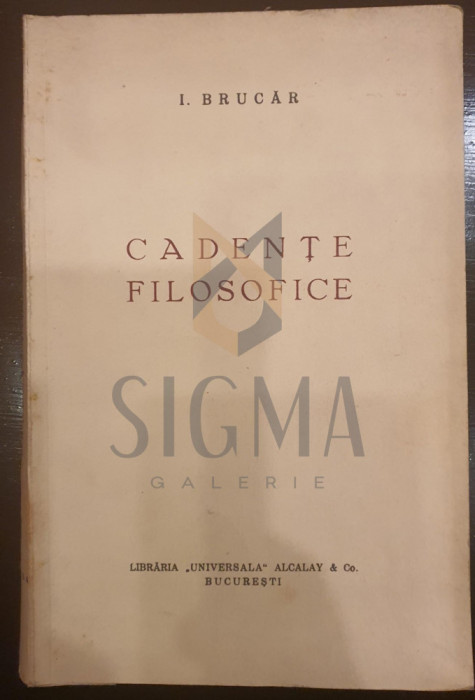 I. BRUCĂR
CADENȚE
FILOSOFICE
SIGMA
GALERIE
LIBRĂRIA „UNIVERSALA" ALCALAY & Co.
BUCUREȘTI